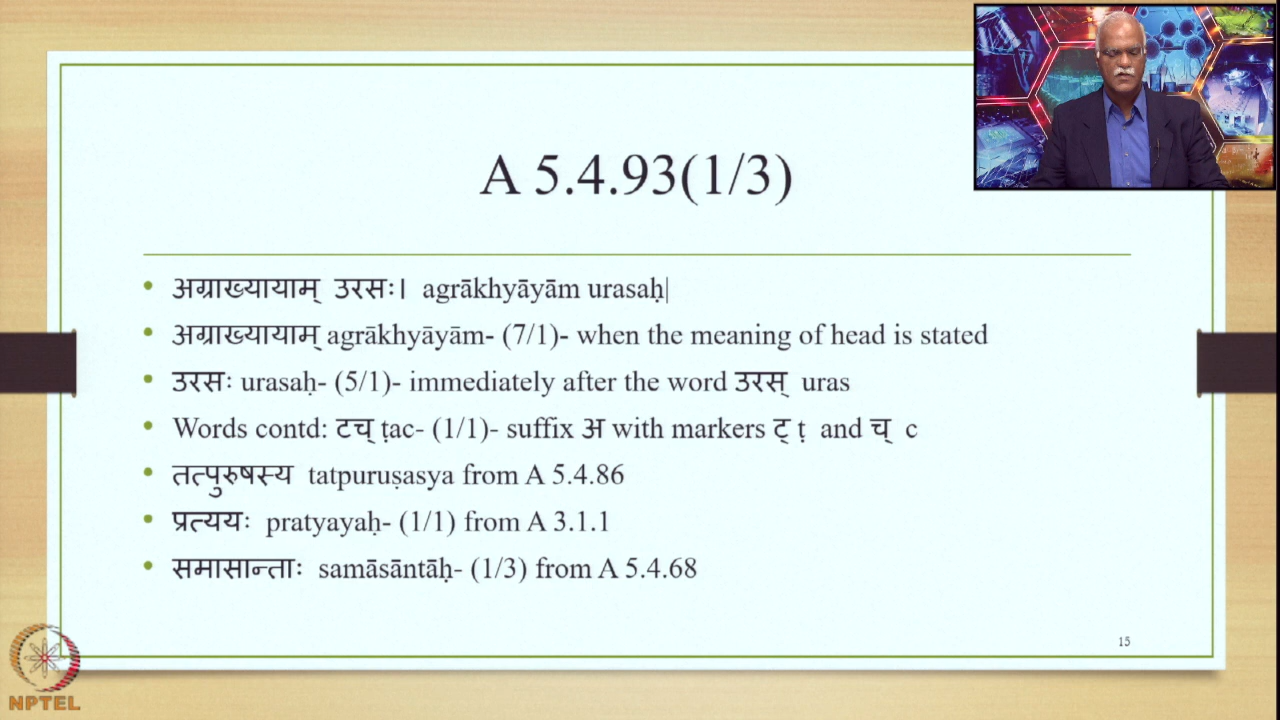 A 5.4.93(1/3)
• अग्राख्यायाम् उरसः। agrākhyāyām urasaḥ|
• अग्राख्यायाम् agrākhyāyām- (7/1)- when the meaning of head is stated
• उरसः urasaḥ- (5/1)- immediately after the word उरस् uras
• Words contd: टच् ṭac- (1/1)- suffix अ with markers ट् ṭ and च् c
• तत्पुरुषस्य tatpuruṣasya from A 5.4.86
• प्रत्ययः pratyayaḥ- (1/1) from A 3.1.1
• समासान्ताः samāsāntāḥ- (1/3) from A 5.4.68
15
NPTEL